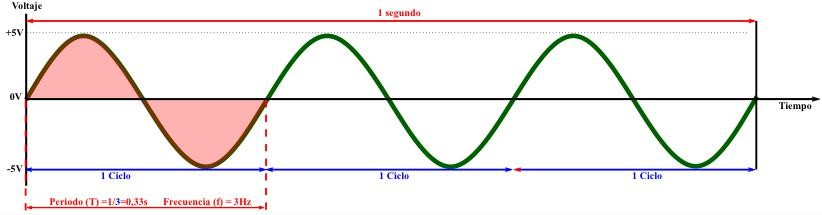 Voltaje
1 segundo
+5V
0V
Tiempo
-5V
1 Ciclo
1 Ciclo
1 Ciclo
Periodo (T) =1/3=0,33s Frecuencia (f) = 3Hz